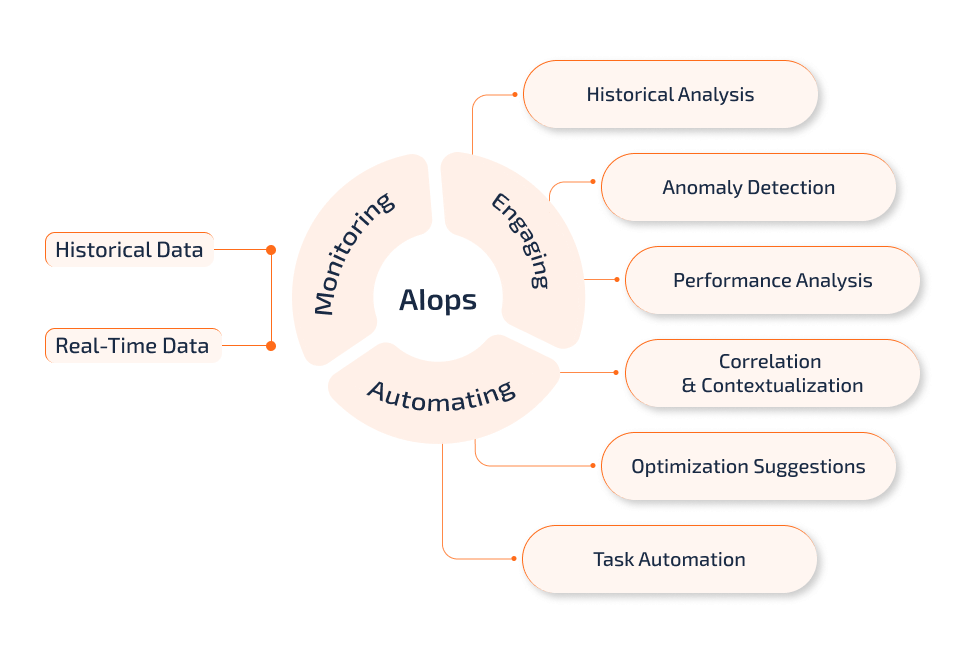 Historical Data
Real-Time Data
Monitoring
Engaging
Automating
AIops
Historical Analysis
Anomaly Detection
Performance Analysis
Correlation
& Contextualization
Optimization Suggestions
Task Automation